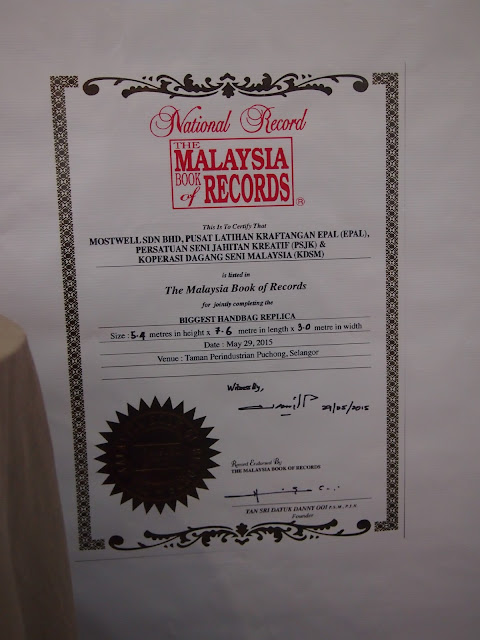 National Record
THE
MALAYSIA
BOOK
of RECORDS ®
This Is To Certify That
MOSTWELL SDN BHD, PUSAT LATIHAN KRAFTANGAN EPAL (EPAL),
PERSATUAN SENI JAHITAN KREATIF (PSJK) &
KOPERASI DAGANG SENI MALAYSIA (KDSM)
is listed in
The Malaysia Book of Records
for jointly completing the
BIGGEST HANDBAG REPLICA
Size : 5.4 metres in height x 7.6 metre in length x 3.0 metre in width
Date : May 29, 2015
Venue : Taman Perindustrian Puchong, Selangor
Witness By,
29/05/2015
Record Endorsed By:
THE MALAYSIA BOOK OF RECORDS
TAN SRI DATUK DANNY OOI P.S.M., P.J.N.
Founder